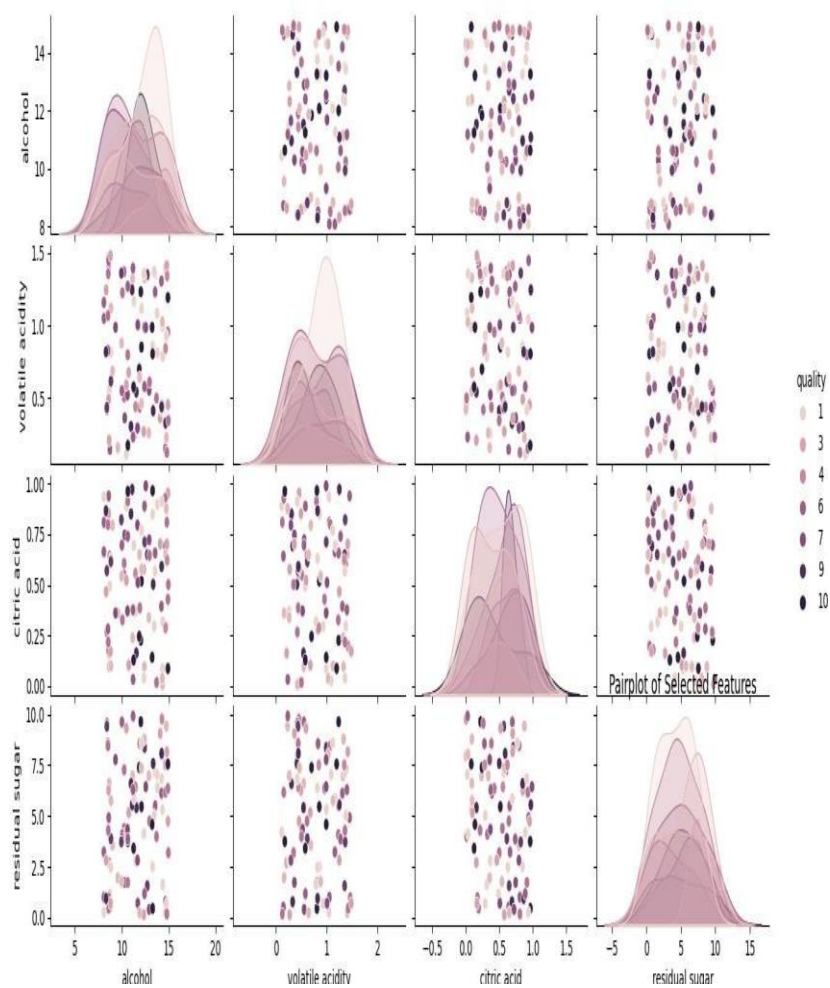 14
12
10
8
alcohol
1.5
1.0
0.5
volatile acidity
quality
1
3
4
6
7
9
10
1.00
0.75
0.50
0.25
0.00
citric acid
Pairplot of Selected Features
10.0
7.5
5.0
2.5
0.0
residual sugar
5 10 15 20
0 1 2
−0.5 0.0 0.5 1.0 1.5
−5 0 5 10 15
alcohol
volatile acidity
citric acid
residual sugar